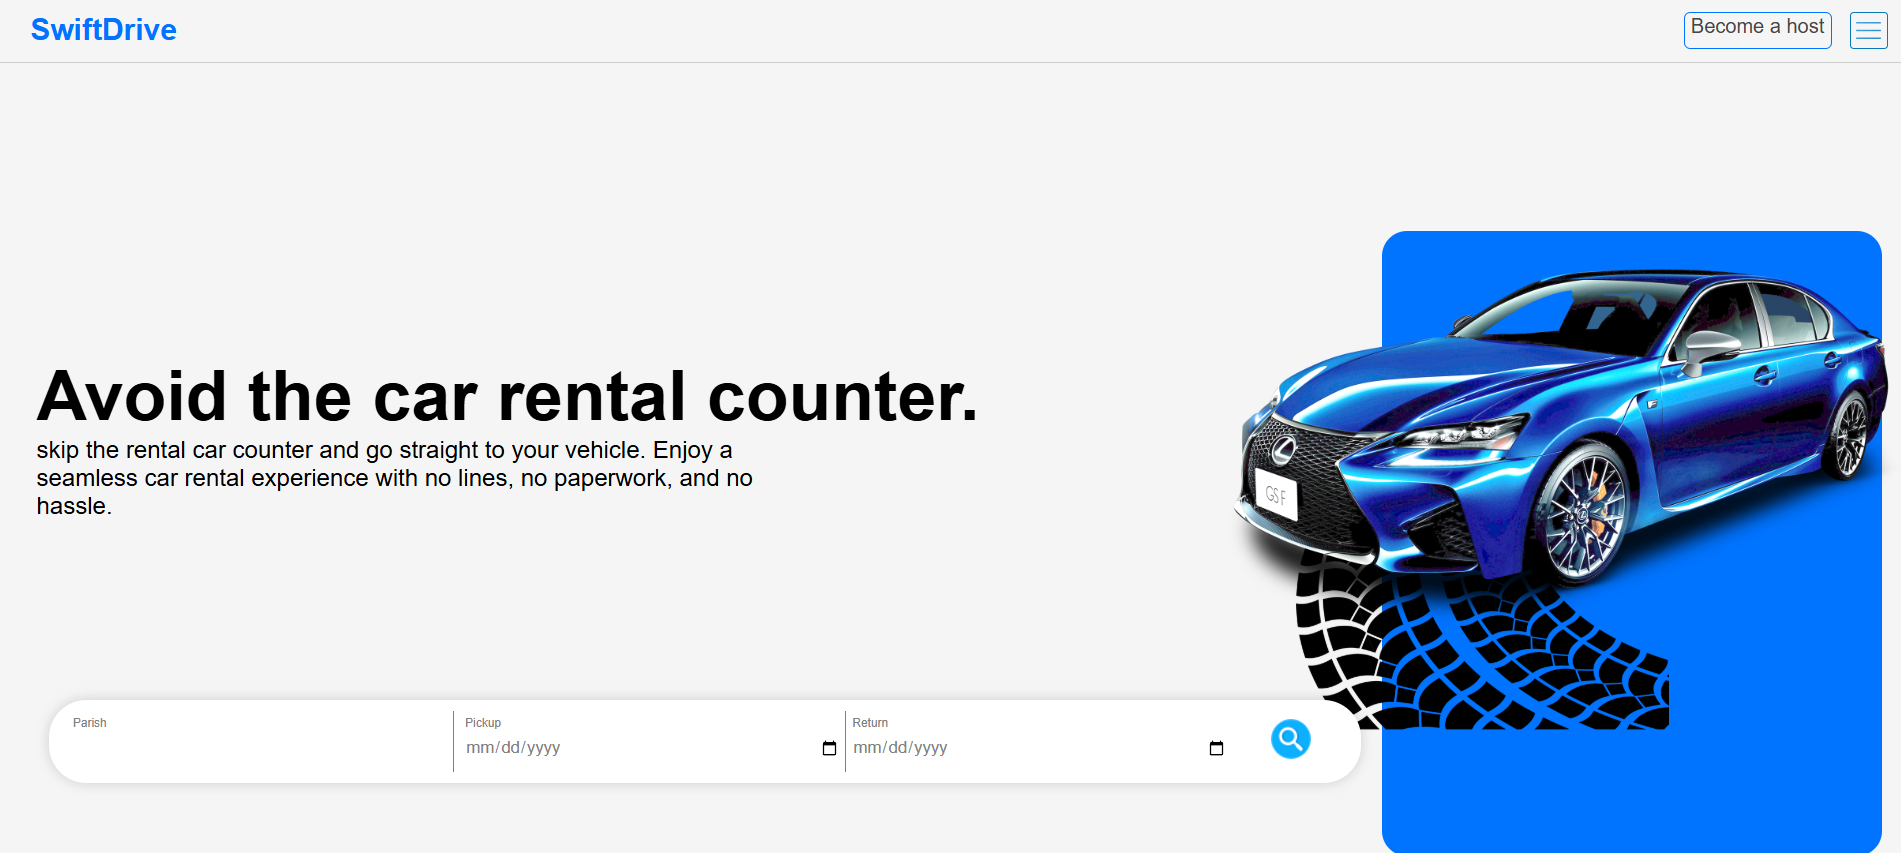 SwiftDrive
Become a host
Avoid the car rental counter.
skip the rental car counter and go straight to your vehicle. Enjoy a
seamless car rental experience with no lines, no paperwork, and no
hassle.
GS F
Parish
Pickup
Return
mm/dd/yyyy
mm/dd/yyyy